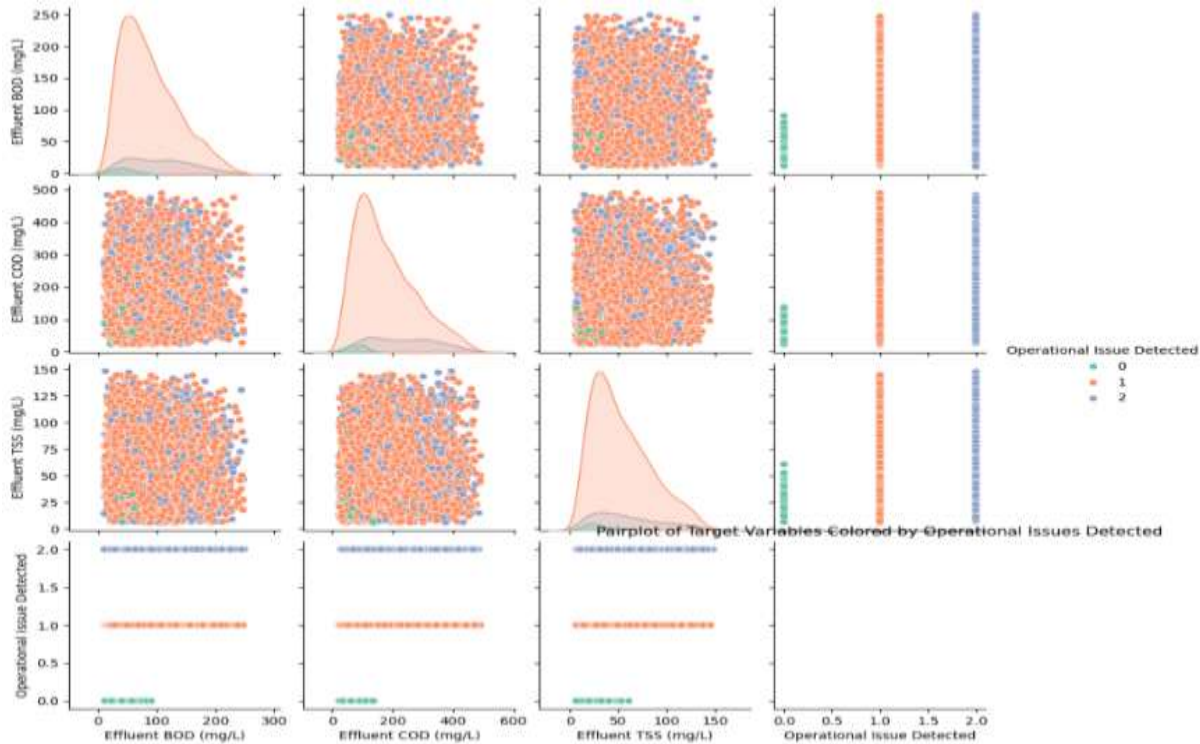 250
200
150
100
50
0
Effluent BOD (mg/L)
500
400
300
200
100
0
Effluent COD (mg/L)
Operational Issue Detected
0
1
2
150
125
100
75
50
25
0
Effluent TSS (mg/L)
Pairplot of Target Variables Colored by Operational Issues Detected
2.0
1.5
1.0
0.5
0.0
Operational Issue Detected
0 100 200 300
0 200 400 600
0 50 100 150
0.0 0.5 1.0 1.5 2.0
Effluent BOD (mg/L)
Effluent COD (mg/L)
Effluent TSS (mg/L)
Operational Issue Detected